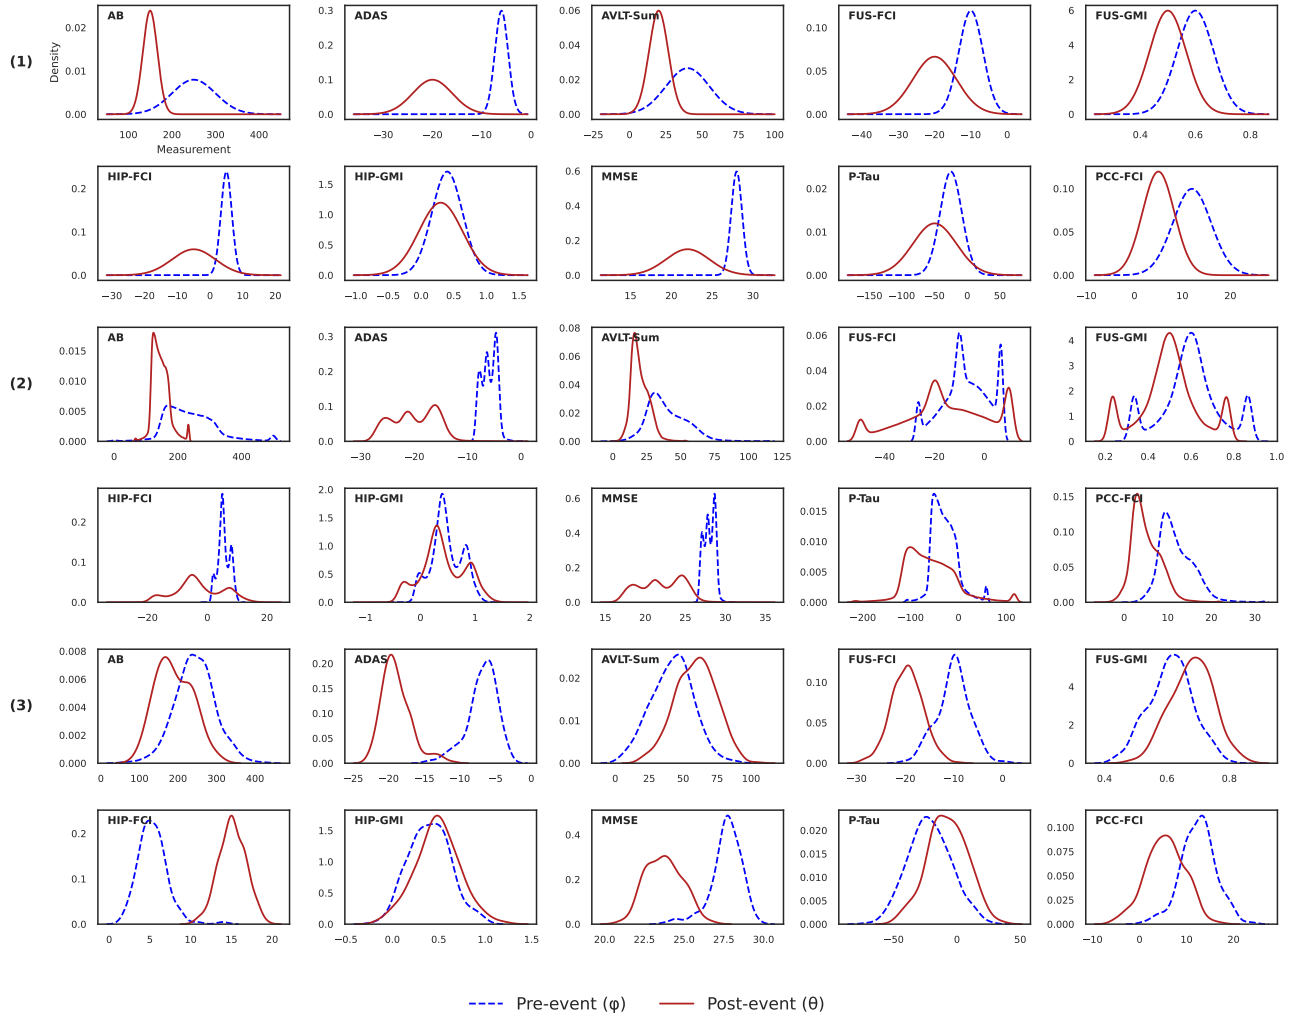 AB ADAS AVLT-Sum FUS-FCI FUS-GMI
(1)
Density
0.02 0.01 0.00
0.3 0.2 0.1 0.0
0.06 0.04 0.02 0.00
0.10 0.05 0.00
6 4 2 0
100 200 300 400
−30 −20 −10 0
−25 0 25 50 75 100
−40 −30 −20 −10 0
0.4 0.6 0.8
Measurement
HIP-FCI HIP-GMI MMSE P-Tau PCC-FCI
0.2 0.1 0.0
1.5 1.0 0.5 0.0
0.6 0.4 0.2 0.0
0.02 0.01 0.00
0.10 0.05 0.00
−30 −20 −10 0 10 20
−1.0 −0.5 0.0 0.5 1.0 1.5
15 20 25 30
−150 −100 −50 0 50
−10 0 10 20
AB ADAS AVLT-Sum FUS-FCI FUS-GMI
(2)
0.015 0.010 0.005 0.000
0.3 0.2 0.1 0.0
0.08 0.06 0.04 0.02 0.00
0.06 0.04 0.02 0.00
4 3 2 1 0
0 200 400
−30 −20 −10 0
0 25 50 75 100 125
−40 −20 0
0.2 0.4 0.6 0.8 1.0
HIP-FCI HIP-GMI MMSE P-Tau PCC-FCI
0.2 0.1 0.0
2.0 1.5 1.0 0.5 0.0
0.6 0.4 0.2 0.0
0.015 0.010 0.005 0.000
0.15 0.10 0.05 0.00
−20 0 20
−1 0 1 2
15 20 25 30 35
−200 −100 0 100
0 10 20 30
AB ADAS AVLT-Sum FUS-FCI FUS-GMI
(3)
0.008 0.006 0.004 0.002 0.000
0.20 0.15 0.10 0.05 0.00
0.02 0.01 0.00
0.10 0.05 0.00
4 2 0
0 100 200 300 400
−25 −20 −15 −10 −5 0
0 25 50 75 100
−30 −20 −10 0
0.4 0.6 0.8
HIP-FCI HIP-GMI MMSE P-Tau PCC-FCI
0.2 0.1 0.0
1.5 1.0 0.5 0.0
0.4 0.2 0.0
0.020 0.015 0.010 0.005 0.000
0.100 0.075 0.050 0.025 0.000
0 5 10 15 20
−0.5 0.0 0.5 1.0 1.5
20.0 22.5 25.0 27.5 30.0
−50 0 50
−10 0 10 20
Pre-event (φ) Post-event (θ)